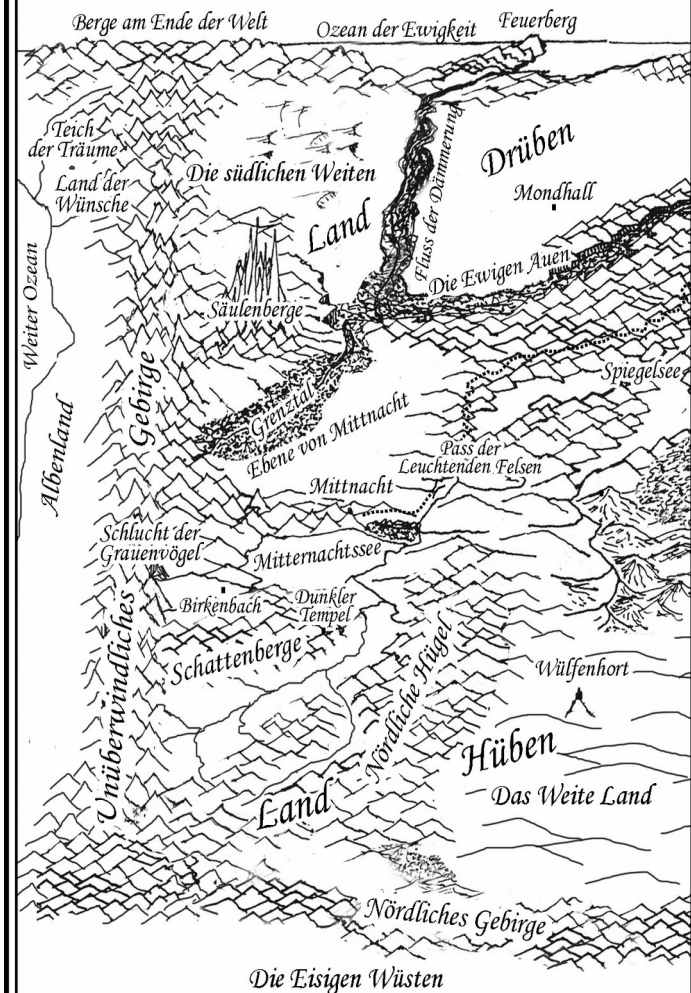 Berge am Ende der Welt
Ozean der Ewigkeit
Feuerberg
Teich
der Träume
Land der
Wünsche
Die südlichen Weiten
Land
Drüben
Mondhall
Fluss der Dämmerung
Die Ewigen Auen
Weiter Ozean
Säulenberge
Spiegelsee
Gebirge
Grenztal
Ebene von Mittnacht
Albenland
Pass der
Leuchtenden Felsen
Mittnacht
Schlucht der
Grauenvögel
Mitternachtssee
Birkenbach
Dunkler
Tempel
Schattenberge
Unüberwindliches
Nördliche Hügel
Wülfenhort
Hüben
Land
Das Weite Land
Nördliches Gebirge
Die Eisigen Wüsten